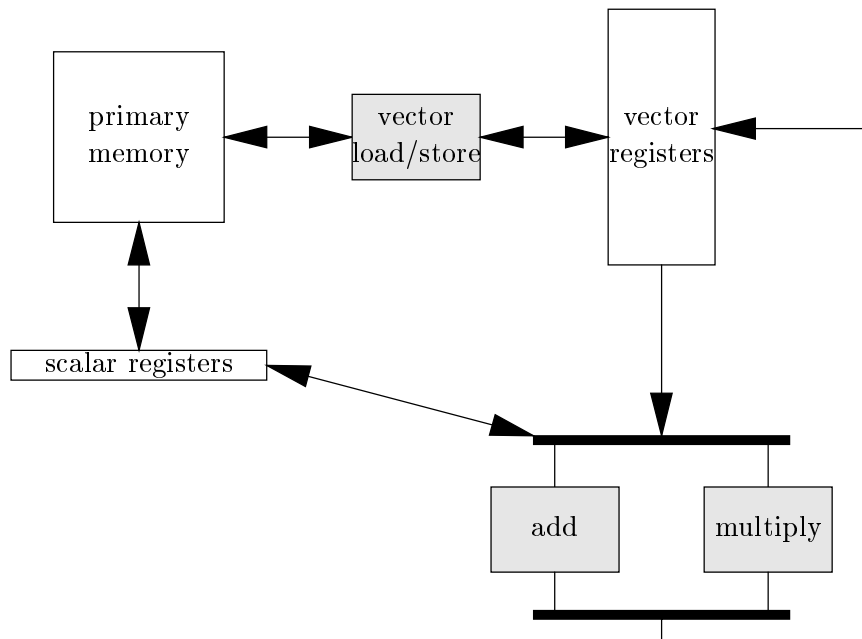 primary
memory
vector
load/store
vector
registers
scalar registers
add
multiply